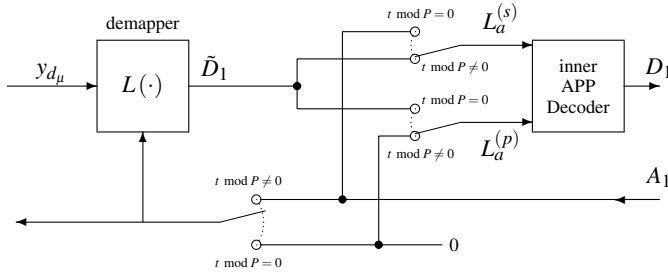 demapper
t mod P = 0
L_a^{(s)}
y_{d_μ}
L(·)
D̃_1
t mod P ≠ 0
inner
APP
Decoder
D_1
t mod P = 0
t mod P ≠ 0
L_a^{(p)}
t mod P ≠ 0
A_1
t mod P = 0
0